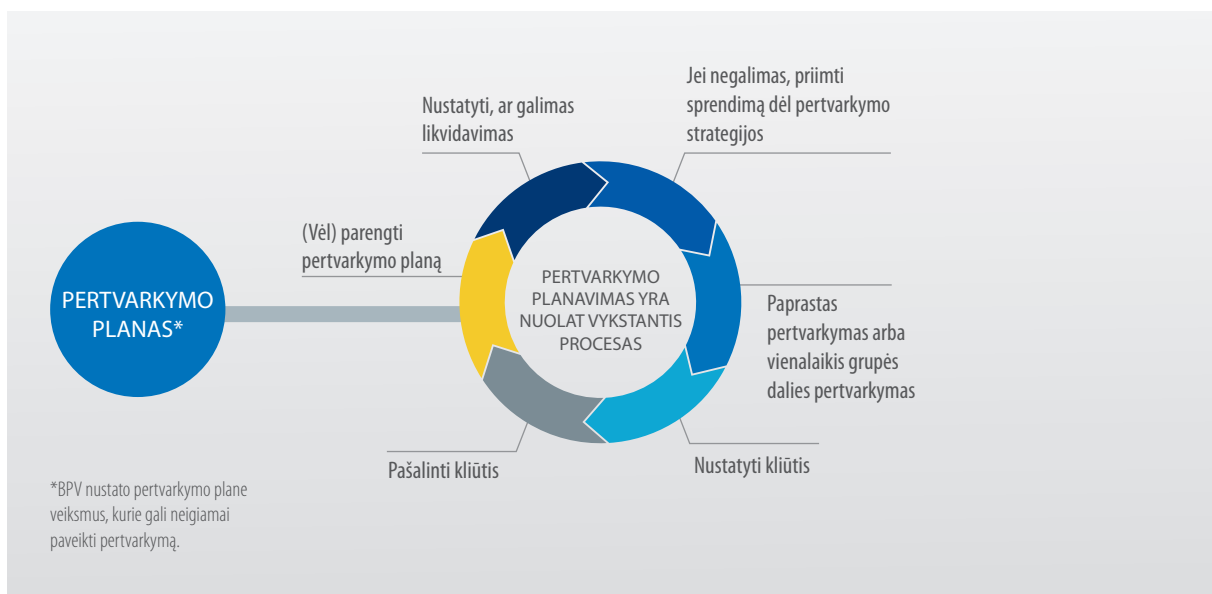 Jei negalimas, priimti
sprendimą dėl pertvarkymo
strategijos
Nustatyti, ar galimas
likvidavimas
(Vėl) parengti
pertvarkymo planą
PERTVARKYMO
PLANAS*
PERTVARKYMO
PLANAVIMAS YRA
NUOLAT VYKSTANTIS
PROCESAS
Paprastas
pertvarkymas arba
vienalaikis grupės
dalies pertvarkymas
Nustatyti kliūtis
Pašalinti kliūtis
*BPV nustato pertvarkymo plane
veiksmus, kurie gali neigiamai
paveikti pertvarkymą.